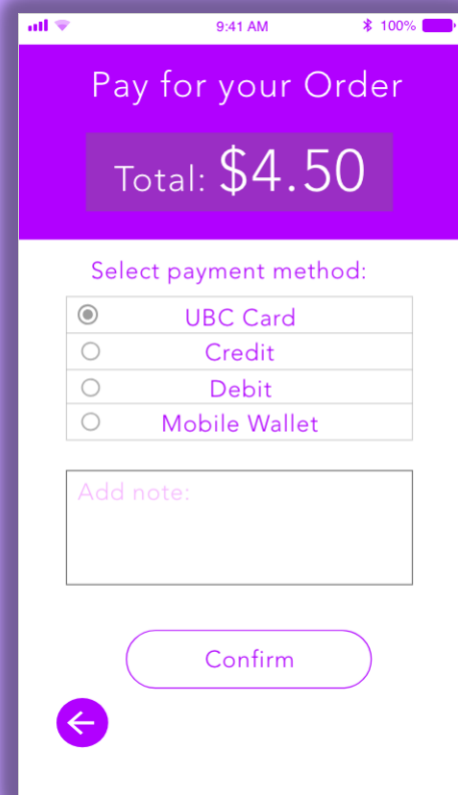 9:41 AM 100%
Pay for your Order
Total: $4.50
Select payment method:
UBC Card
Credit
Debit
Mobile Wallet
Add note:
Confirm